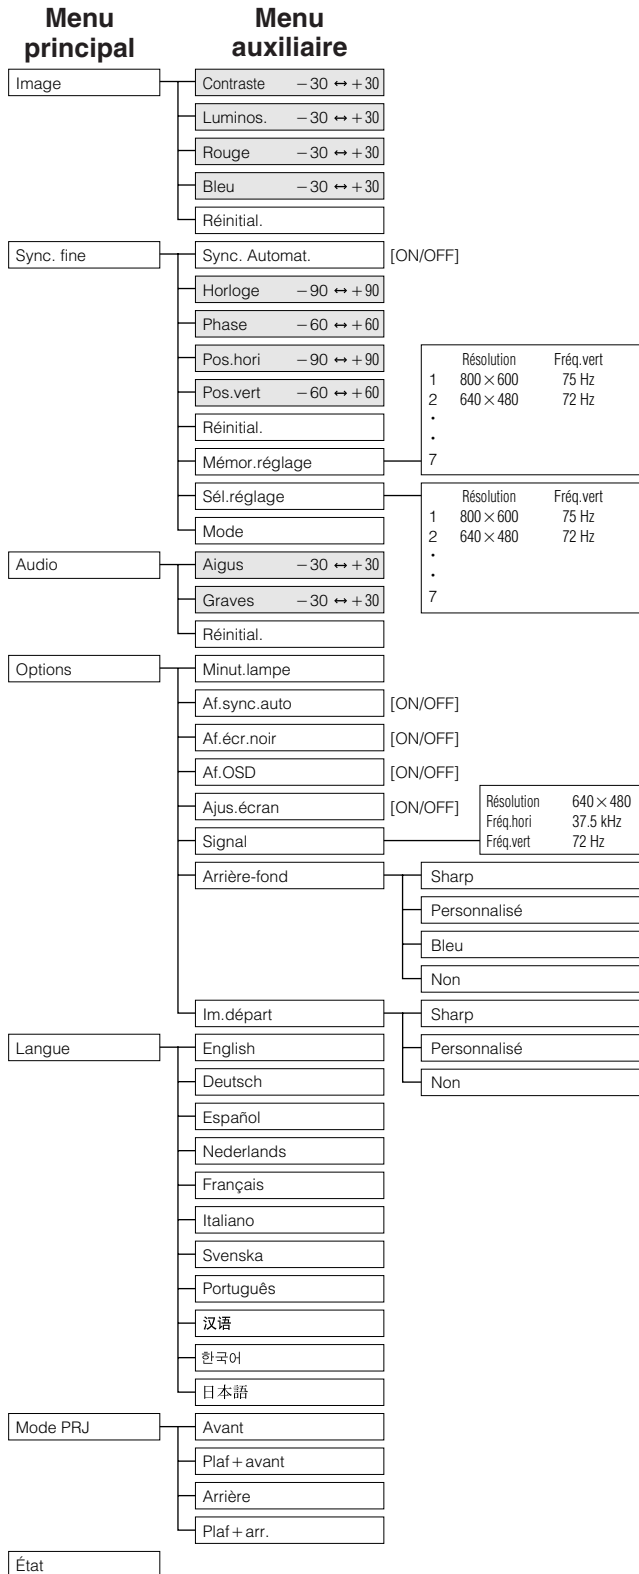 Menu principal
Menu auxiliaire
Image
Contraste −30 ↔ +30
Luminos. −30 ↔ +30
Rouge −30 ↔ +30
Bleu −30 ↔ +30
Réinitial.
Sync. fine
Sync. Automat. [ON/OFF]
Horloge −90 ↔ +90
Phase −60 ↔ +60
Pos.hori −90 ↔ +90
Pos.vert −60 ↔ +60
Réinitial.
Mémor.réglage
Résolution Fréq.vert
1 800 × 600 75 Hz
2 640 × 480 72 Hz
•
•
7
Sél.réglage
Résolution Fréq.vert
1 800 × 600 75 Hz
2 640 × 480 72 Hz
•
•
7
Mode
Audio
Aigus −30 ↔ +30
Graves −30 ↔ +30
Réinitial.
Options
Minut.lampe
Af.sync.auto [ON/OFF]
Af.écr.noir [ON/OFF]
Af.OSD [ON/OFF]
Ajus.écran [ON/OFF]
Signal
Résolution 640 × 480
Fréq.hori 37.5 kHz
Fréq.vert 72 Hz
Arrière-fond
Sharp
Personnalisé
Bleu
Non
Im.départ
Sharp
Personnalisé
Non
Langue
English
Deutsch
Español
Nederlands
Français
Italiano
Svenska
Português
汉语
한국어
日本語
Mode PRJ
Avant
Plaf+avant
Arrière
Plaf+arr.
État